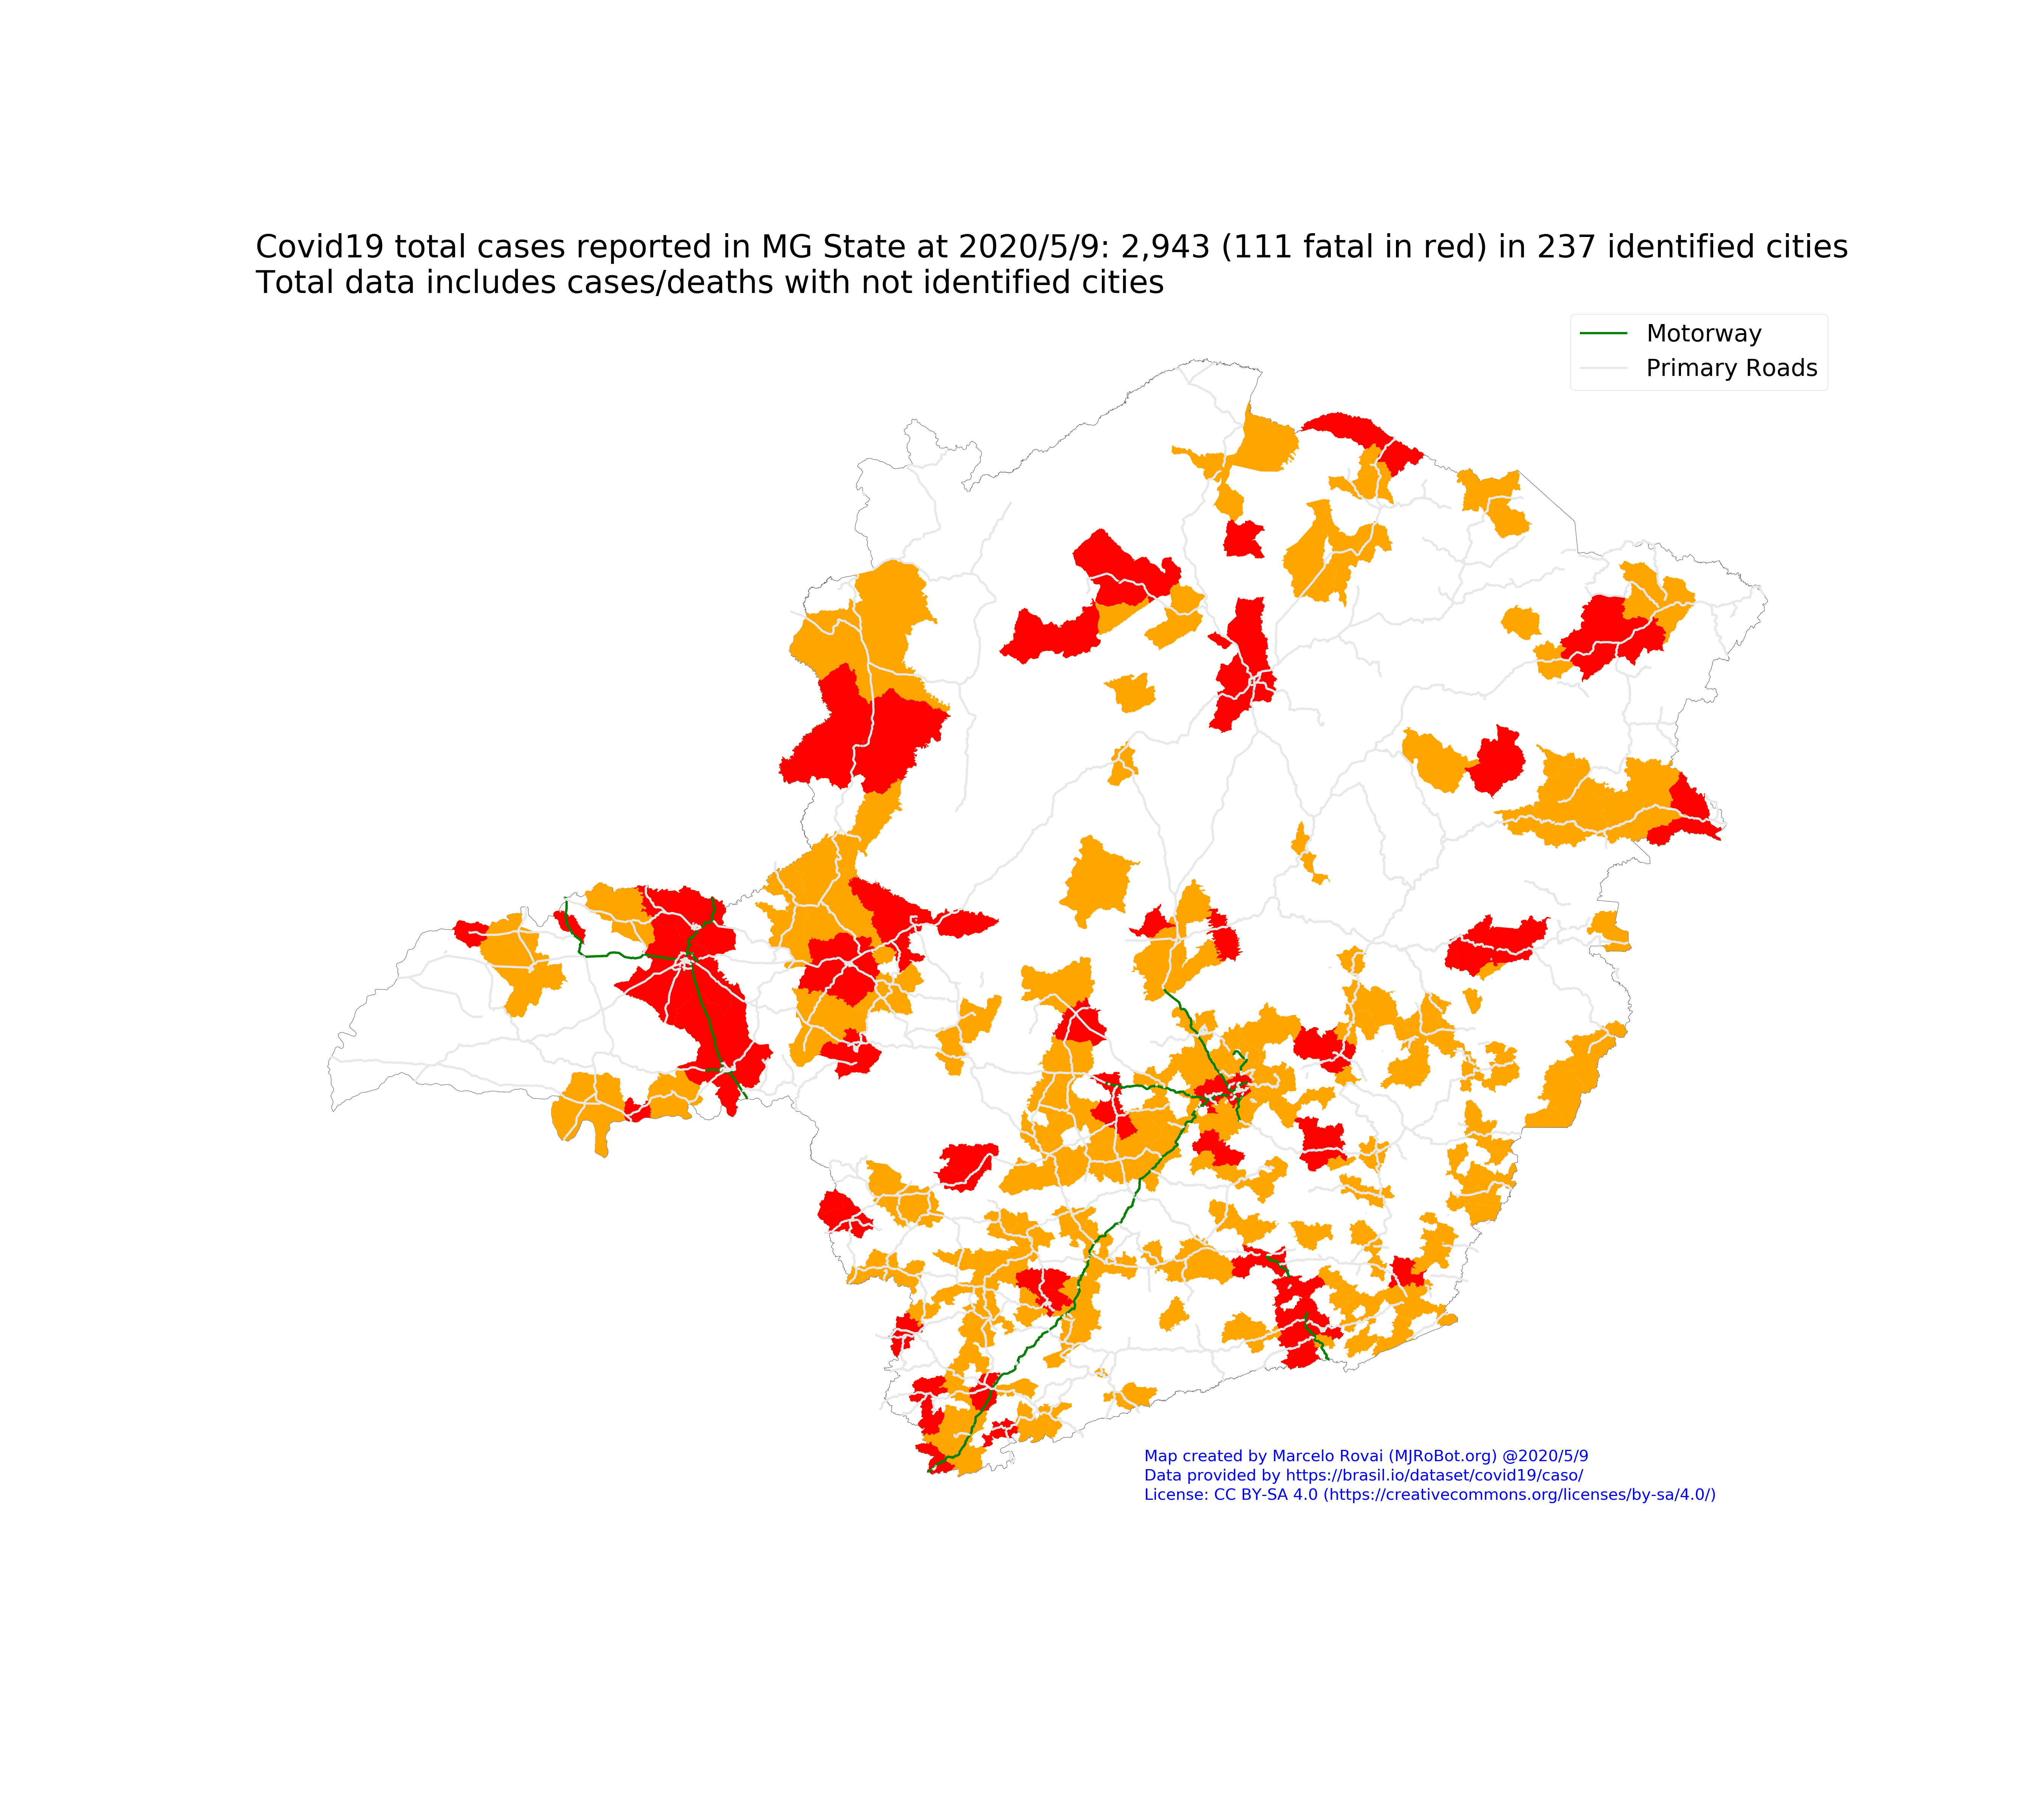 Covid19 total cases reported in MG State at 2020/5/9: 2,943 (111 fatal in red) in 237 identified cities
Total data includes cases/deaths with not identified cities
Motorway
Primary Roads
Map created by Marcelo Rovai (MJRoBot.org) @2020/5/9
Data provided by https://brasil.io/dataset/covid19/caso/
License: CC BY-SA 4.0 (https://creativecommons.org/licenses/by-sa/4.0/)